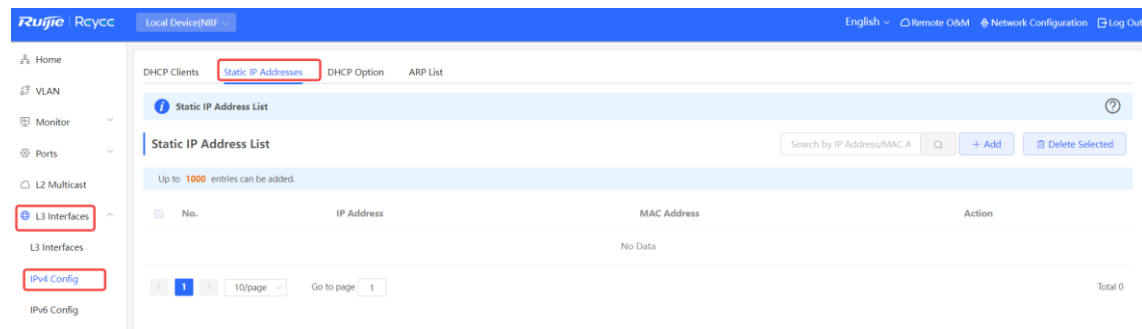 Ruijie | Rcycc
Local Device(NBF
English
Remote O&M
Network Configuration
Log Out
Home
VLAN
Monitor
Ports
L2 Multicast
L3 Interfaces
L3 Interfaces
IPv4 Config
IPv6 Config
DHCP Clients
Static IP Addresses
DHCP Option
ARP List
i Static IP Address List ?
Static IP Address List
Search by IP Address/MAC A
+ Add
Delete Selected
Up to 1000 entries can be added.
No. IP Address MAC Address Action
No Data
< 1 > 10/page Go to page 1 Total 0